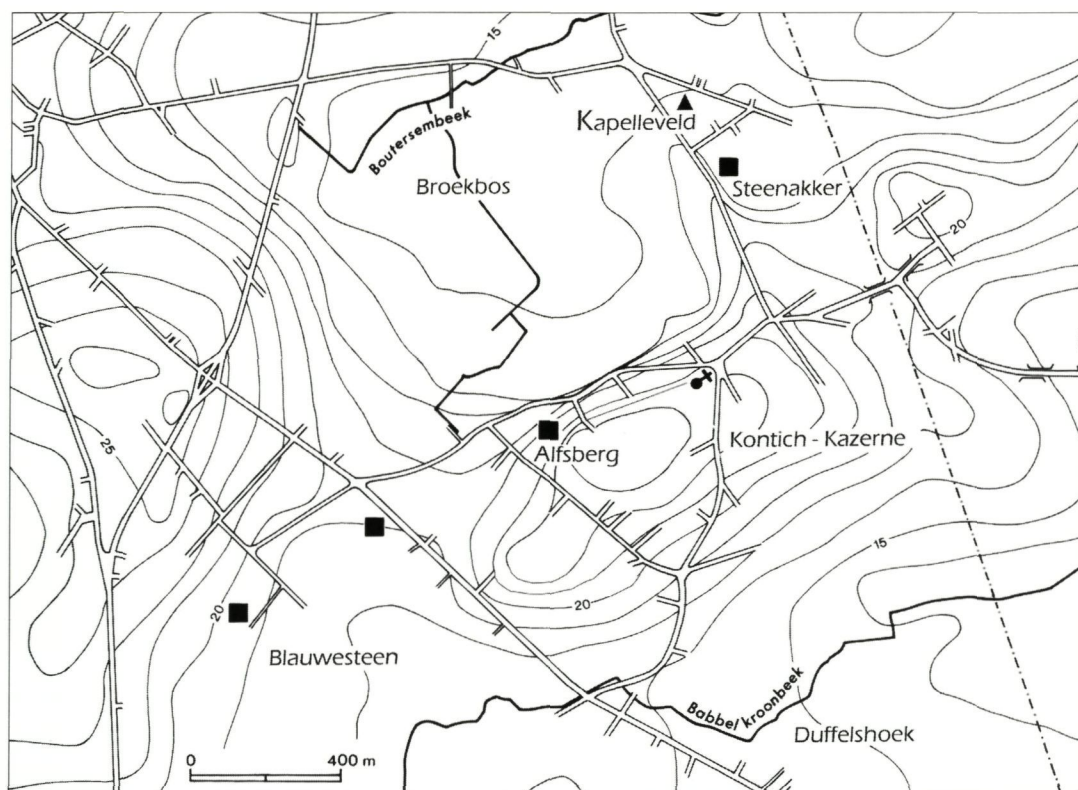 15
Kapelleveld
Boutersembeek
Broekbos
Steenakker
20
25
Alfsberg
Kontich - Kazerne
15
20
20
Blauwesteen
Babbelkroonbeek
Duffelshoek
0 400 m